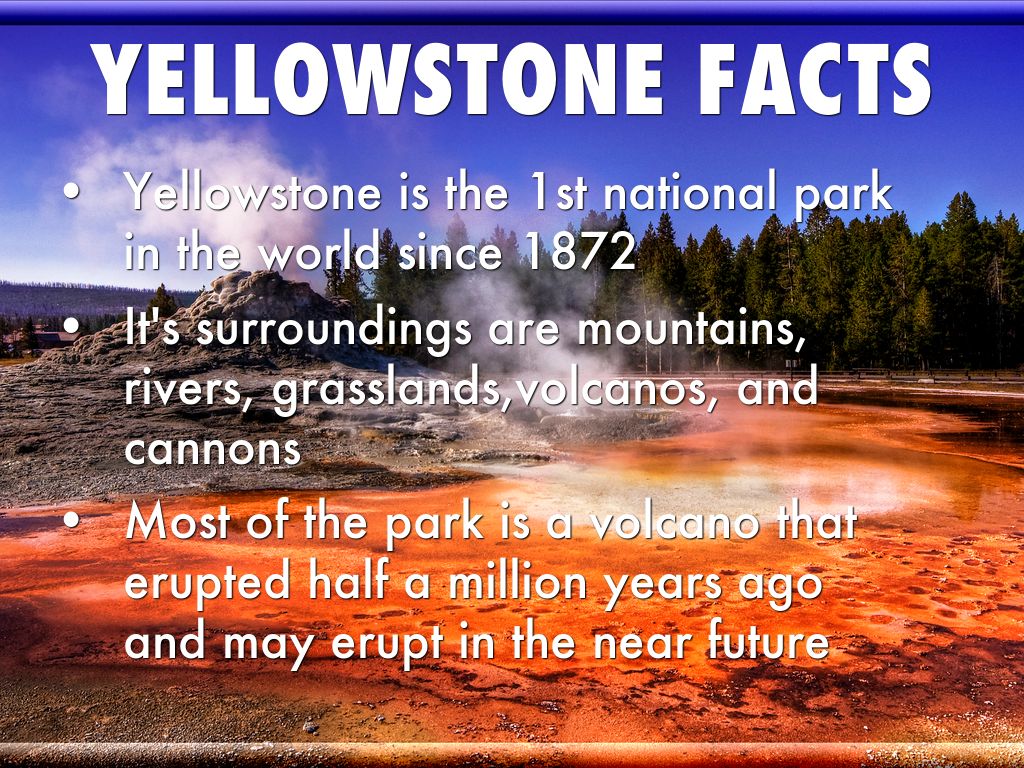 YELLOWSTONE FACTS
• Yellowstone is the 1st national park
in the world since 1872
• It's surroundings are mountains,
rivers, grasslands,volcanos, and
cannons
• Most of the park is a volcano that
erupted half a million years ago
and may erupt in the near future